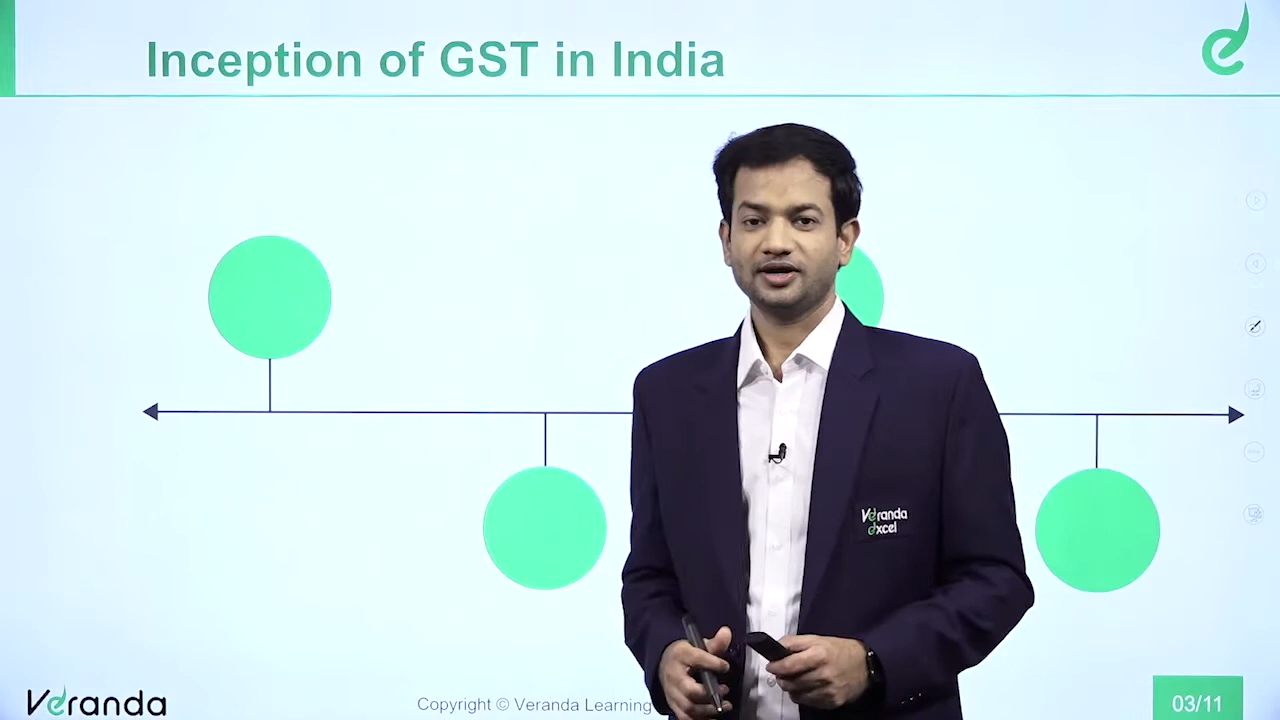 Inception of GST in India
Veranda
excel
Veranda
Copyright © Veranda Learning
03/11